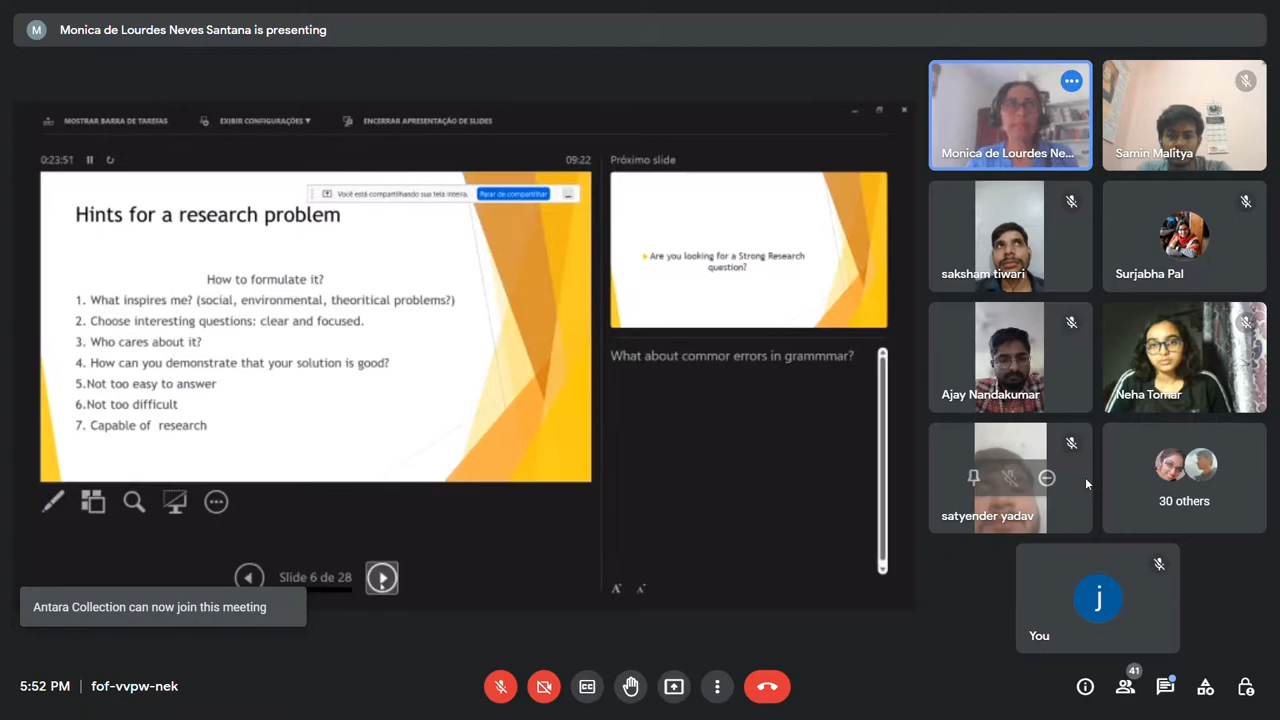 M
Monica de Lourdes Neves Santana is presenting
MOSTRAR BARRA DE TAREFAS
EXIBIR CONFIGURAÇÕES ▼
ENCERRAR APRESENTAÇÃO DE SLIDES
0:23:51
09:22
Próximo slide
Você está compartilhando sua tela inteira.
Parar de compartilhar
Hints for a research problem
How to formulate it?
1. What inspires me? (social, environmental, theoritical problems?)
2. Choose interesting questions: clear and focused.
3. Who cares about it?
4. How can you demonstrate that your solution is good?
5.Not too easy to answer
6.Not too difficult
7. Capable of research
Are you looking for a Strong Research
question?
What about commor errors in grammmar?
Slide 6 de 28
A A
Antara Collection can now join this meeting
Monica de Lourdes Ne...
Samin Malitya
saksham tiwari
Surjabha Pal
Ajay Nandakumar
Neha Tomar
satyender yadav
30 others
j
You
5:52 PM | fof-vvpw-nek
41